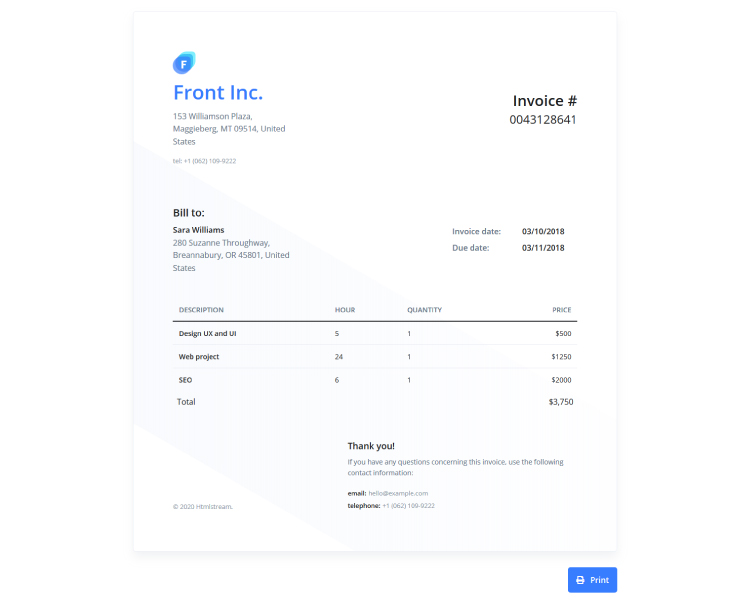 F
Front Inc.
153 Williamson Plaza,
Maggieberg, MT 09514, United
States
tel: +1 (062) 109-9222
Invoice #
0043128641
Bill to:
Sara Williams
280 Suzanne Throughway,
Breannabury, OR 45801, United
States
Invoice date: 03/10/2018
Due date: 03/11/2018
DESCRIPTION HOUR QUANTITY PRICE
Design UX and UI 5 1 $500
Web project 24 1 $1250
SEO 6 1 $2000
Total $3,750
Thank you!
If you have any questions concerning this invoice, use the following
contact information:
email: hello@example.com
telephone: +1 (062) 109-9222
© 2020 Htmlstream.
Print